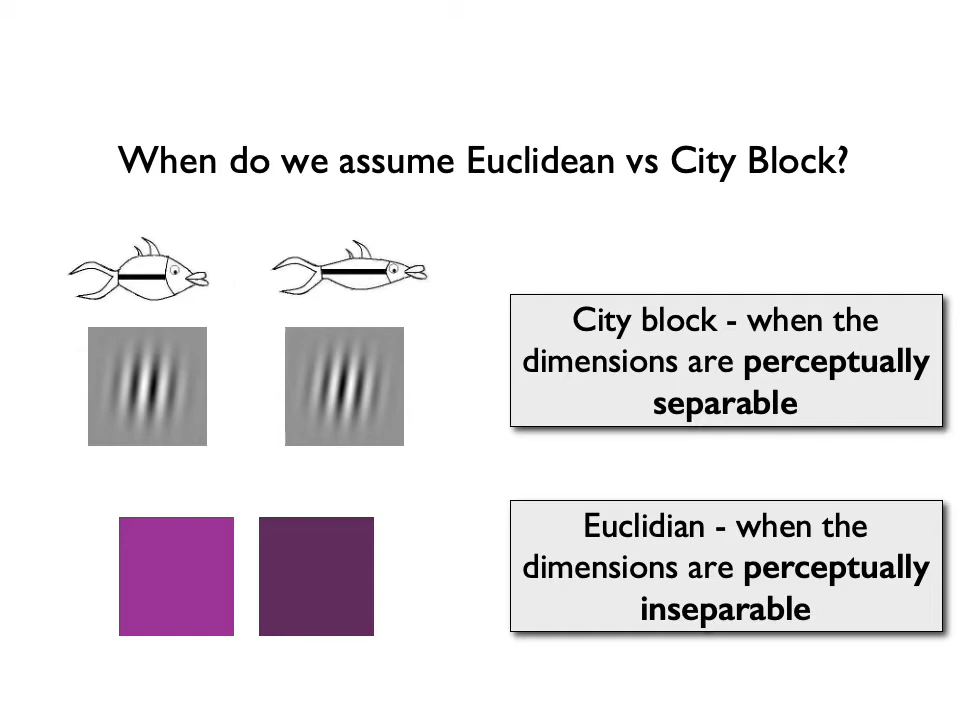 When do we assume Euclidean vs City Block?
City block - when the
dimensions are perceptually
separable
Euclidian - when the
dimensions are perceptually
inseparable